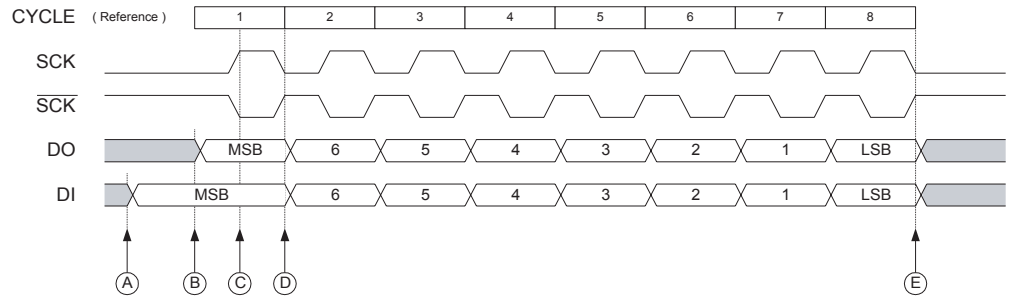 CYCLE ( Reference ) 1 2 3 4 5 6 7 8
SCK
SCK
DO MSB 6 5 4 3 2 1 LSB
DI MSB 6 5 4 3 2 1 LSB
A B C D E